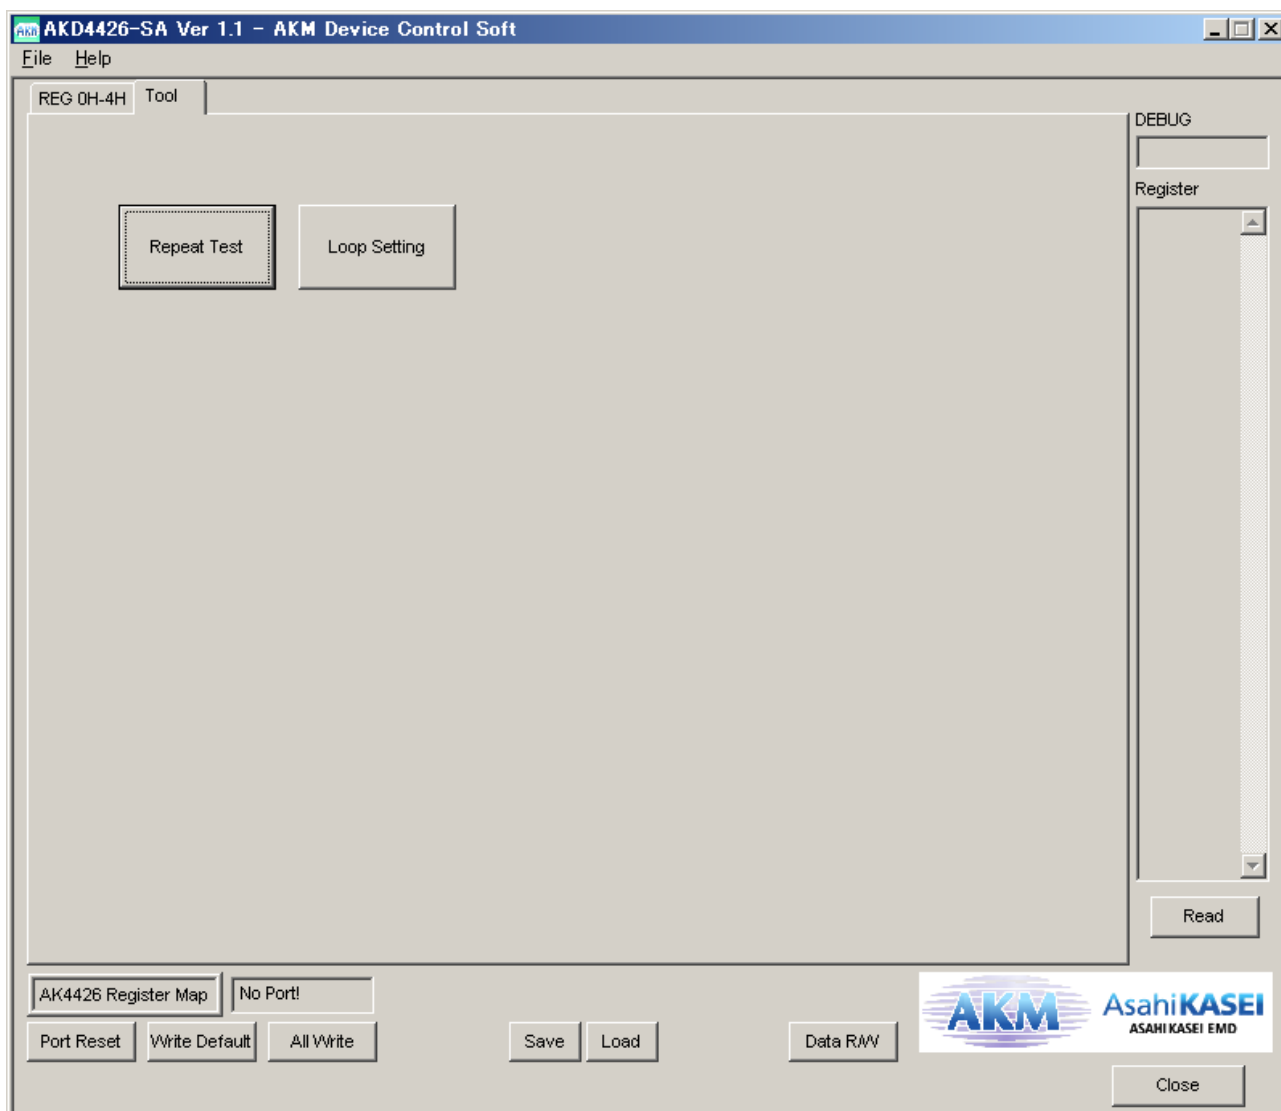 AKM AKD4426-SA Ver 1.1 - AKM Device Control Soft
File Help
REG 0H-4H Tool
DEBUG
Register
Repeat Test Loop Setting
Read
AK4426 Register Map No Port!
Port Reset Write Default All Write Save Load Data R/W
AKM AsahiKASEI
ASAHI KASEI EMD
Close